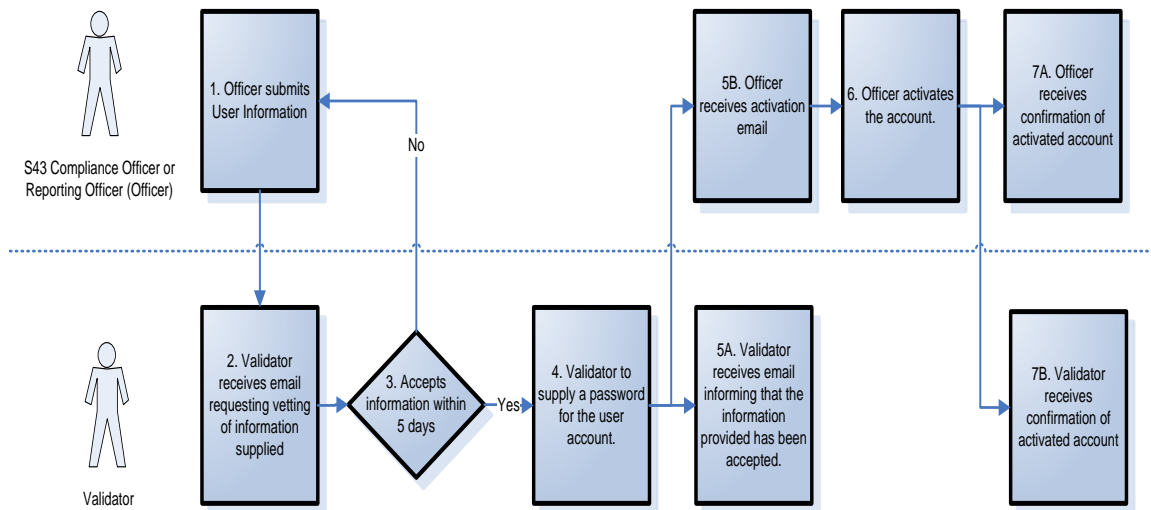 S43 Compliance Officer or
Reporting Officer (Officer)
1. Officer submits
User Information
No
5B. Officer
receives activation
email
6. Officer activates
the account.
7A. Officer
receives
confirmation of
activated account
Validator
2. Validator
receives email
requesting vetting
of information
supplied
3. Accepts
information within
5 days
Yes
4. Validator to
supply a password
for the user
account.
5A. Validator
receives email
informing that the
information
provided has been
accepted.
7B. Validator
receives
confirmation of
activated account